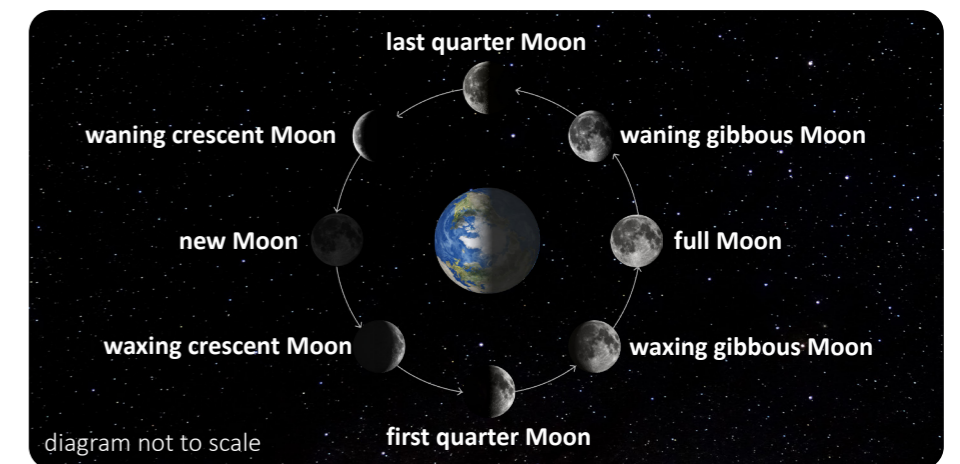 last quarter Moon
waning crescent Moon
waning gibbous Moon
new Moon
full Moon
waxing crescent Moon
waxing gibbous Moon
first quarter Moon
diagram not to scale